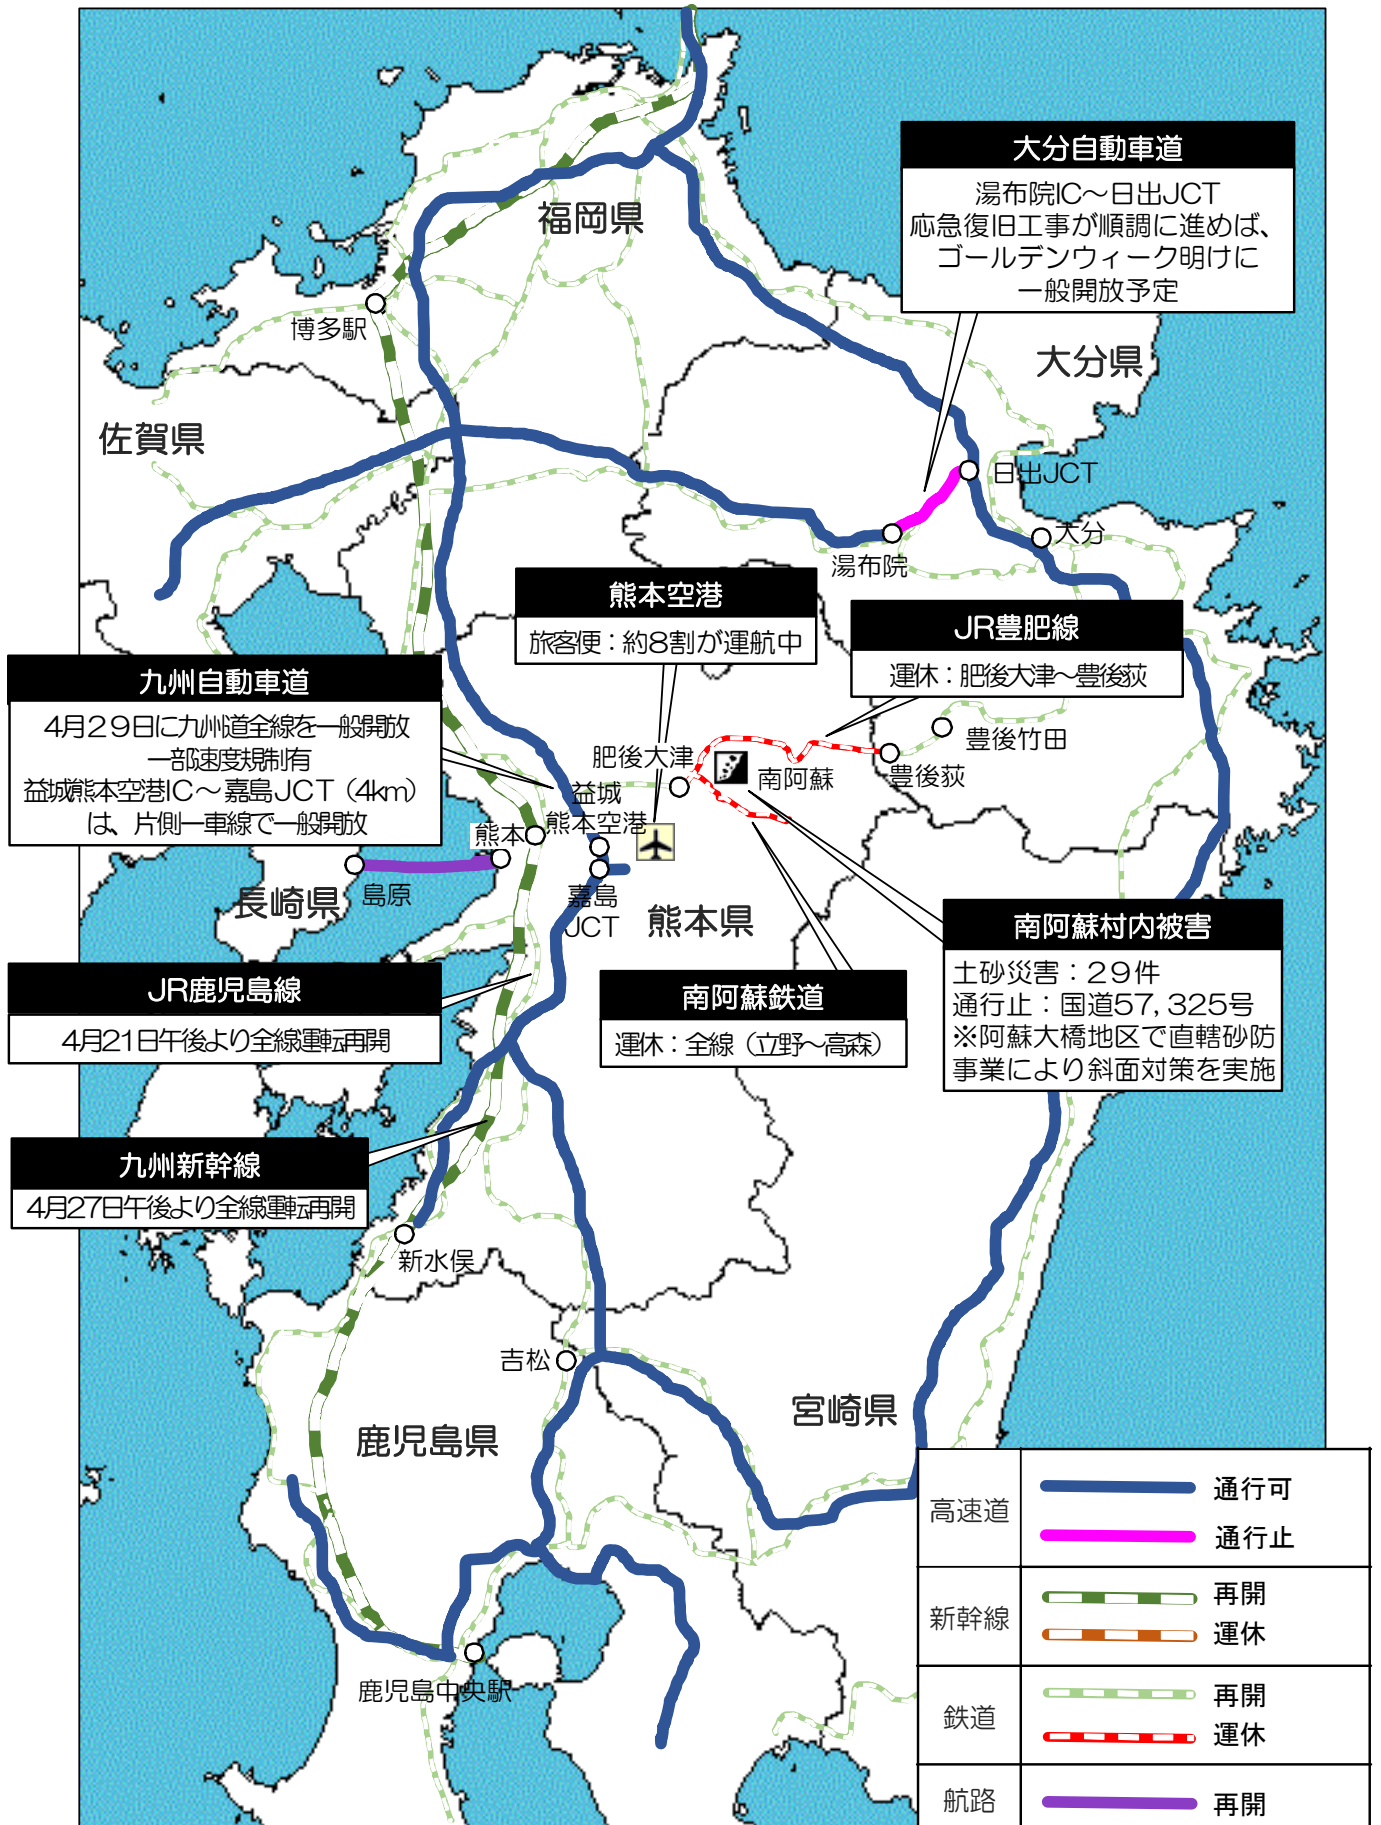 大分自動車道
湯布院IC～日出JCT
応急復旧工事が順調に進めば、
ゴールデンウィーク明けに
一般開放予定
福岡県
博多駅
大分県
佐賀県
日出JCT
大分
湯布院
熊本空港
旅客便：約8割が運航中
JR豊肥線
運休：肥後大津～豊後荻
九州自動車道
4月29日に九州道全線を一般開放
一部速度規制有
益城熊本空港IC～嘉島JCT（4km）
は、片側一車線で一般開放
肥後大津
南阿蘇
豊後竹田
豊後荻
益城
熊本空港
熊本
島原
長崎県
嘉島
JCT
熊本県
南阿蘇村内被害
土砂災害：29件
通行止：国道57,325号
※阿蘇大橋地区で直轄砂防
事業により斜面対策を実施
JR鹿児島線
4月21日午後より全線運転再開
南阿蘇鉄道
運休：全線（立野～高森）
九州新幹線
4月27日午後より全線運転再開
新水俣
吉松
宮崎県
鹿児島県
鹿児島中央駅
高速道
通行可
通行止
新幹線
再開
運休
鉄道
再開
運休
航路
再開